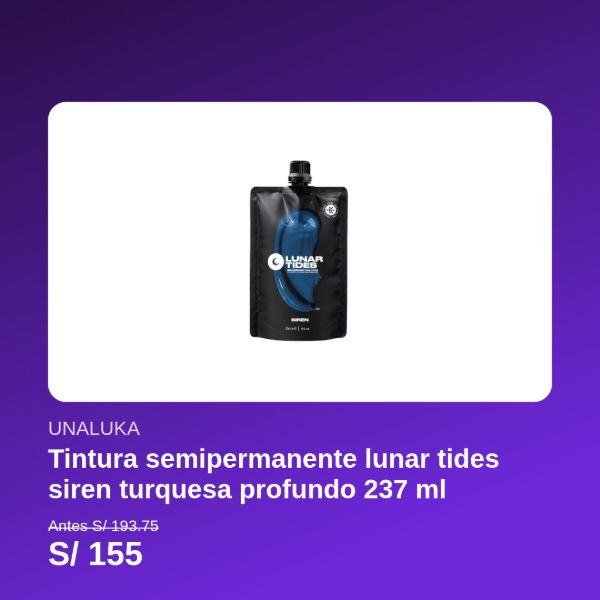 LUNAR
TIDES
SIREN
UNALUKA
Tintura semipermanente lunar tides
siren turquesa profundo 237 ml
Antes S/ 193.75
S/ 155